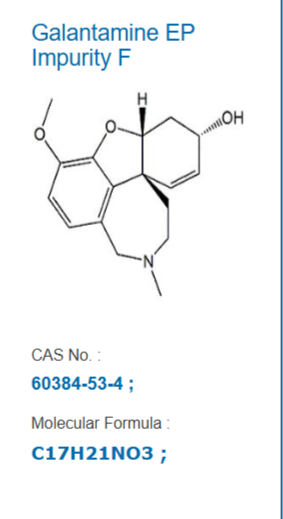 Galantamine EP
Impurity F
H
O
OH
O
N
CAS No. :
60384-53-4 ;
Molecular Formula :
C17H21NO3 ;